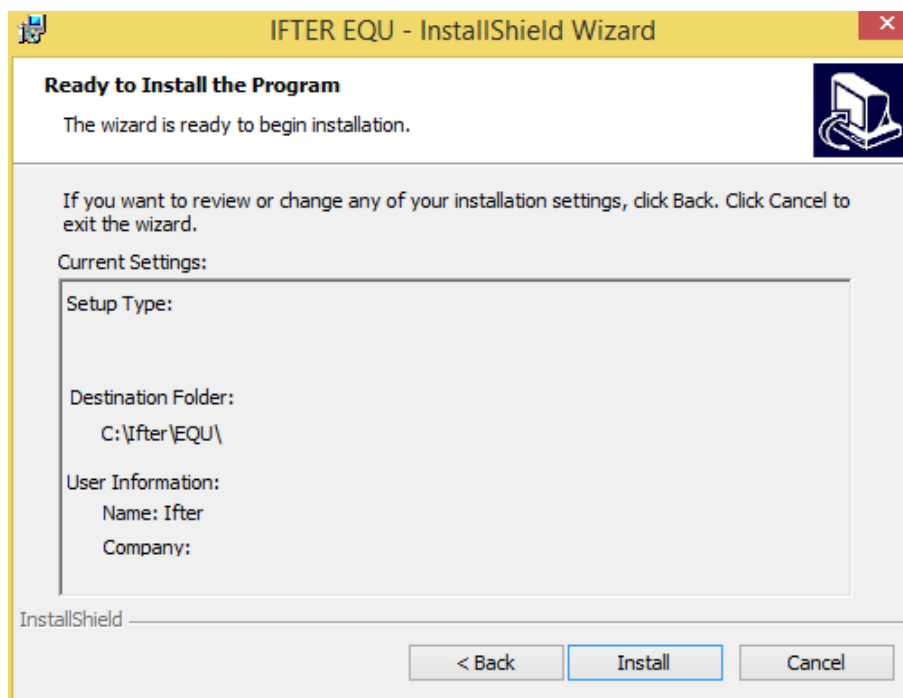 IFTER EQU - InstallShield Wizard
Ready to Install the Program
The wizard is ready to begin installation.
If you want to review or change any of your installation settings, click Back. Click Cancel to
exit the wizard.
Current Settings:
Setup Type:
Destination Folder:
C:\Ifter\EQU\
User Information:
Name: Ifter
Company:
InstallShield
< Back Install Cancel